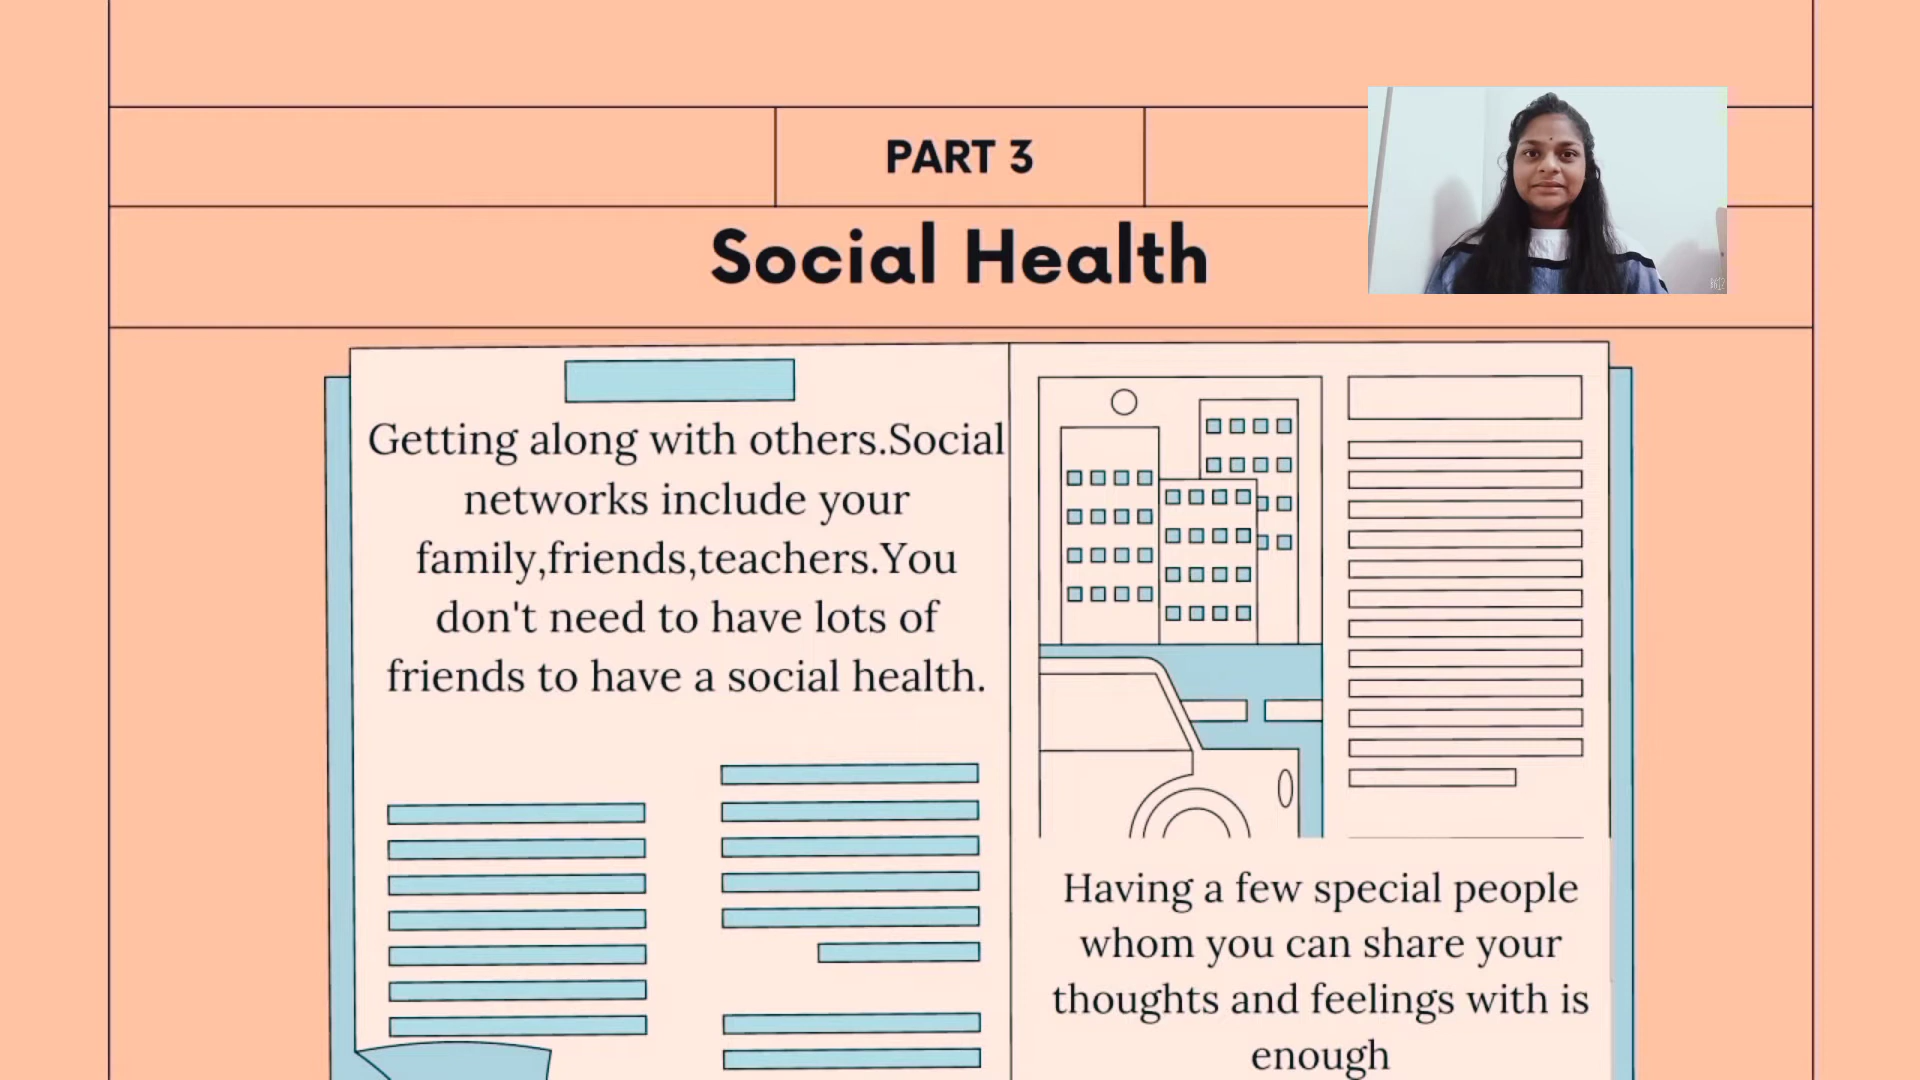 PART 3
Social Health
Getting along with others.Social
networks include your
family,friends,teachers.You
don't need to have lots of
friends to have a social health.
Having a few special people
whom you can share your
thoughts and feelings with is
enough